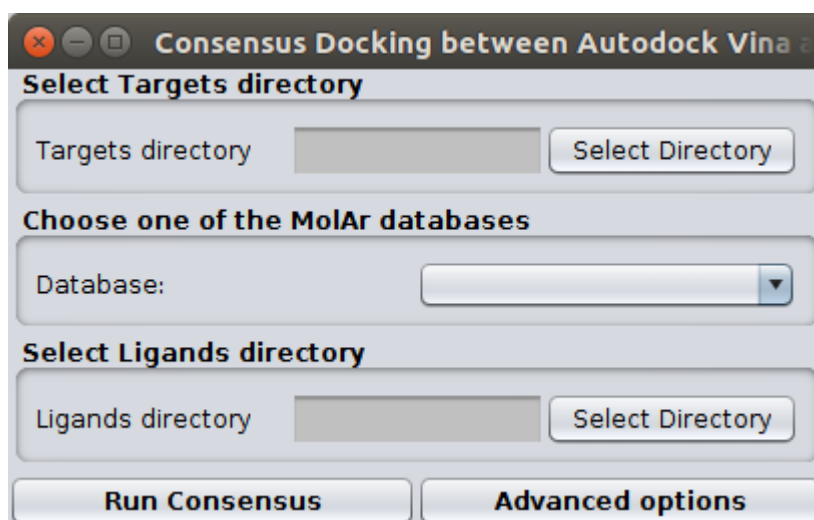 Consensus Docking between Autodock Vina a
Select Targets directory
Targets directory Select Directory
Choose one of the MolAr databases
Database:
Select Ligands directory
Ligands directory Select Directory
Run Consensus Advanced options